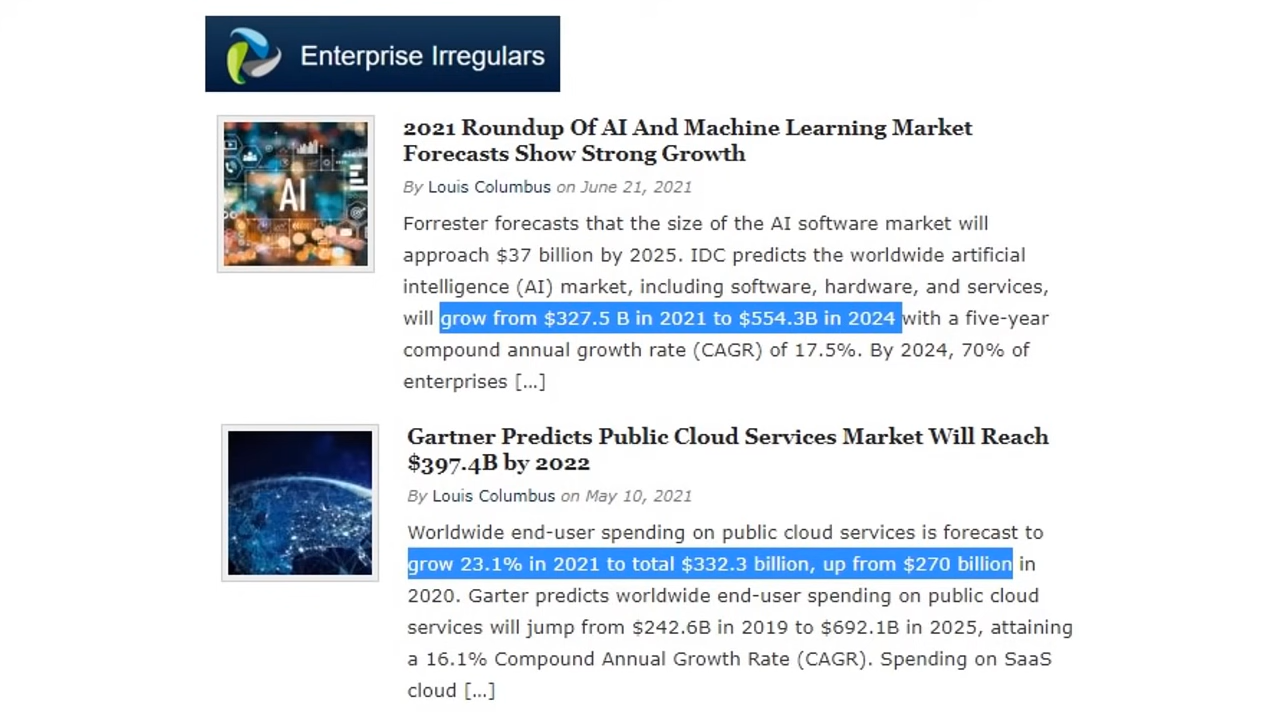 Enterprise Irregulars
AI
2021 Roundup Of AI And Machine Learning Market
Forecasts Show Strong Growth
By Louis Columbus on June 21, 2021
Forrester forecasts that the size of the AI software market will
approach $37 billion by 2025. IDC predicts the worldwide artificial
intelligence (AI) market, including software, hardware, and services,
will grow from $327.5 B in 2021 to $554.3B in 2024 with a five-year
compound annual growth rate (CAGR) of 17.5%. By 2024, 70% of
enterprises [...]
Gartner Predicts Public Cloud Services Market Will Reach
$397.4B by 2022
By Louis Columbus on May 10, 2021
Worldwide end-user spending on public cloud services is forecast to
grow 23.1% in 2021 to total $332.3 billion, up from $270 billion in
2020. Garter predicts worldwide end-user spending on public cloud
services will jump from $242.6B in 2019 to $692.1B in 2025, attaining
a 16.1% Compound Annual Growth Rate (CAGR). Spending on SaaS
cloud [...]